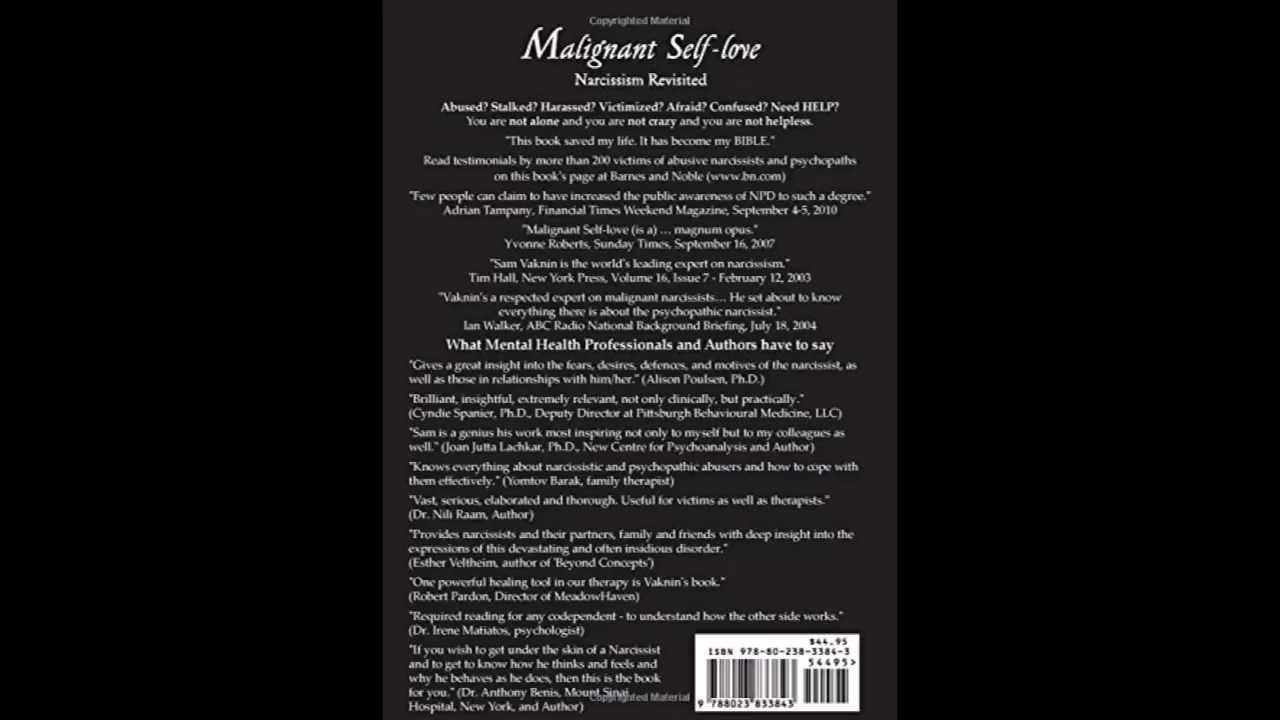 Copyrighted Material
Malignant Self-love
Narcissism Revisited
Abused? Stalked? Harassed? Victimized? Afraid? Confused? Need HELP?
You are not alone and you are not crazy and you are not helpless.
"This book saved my life. It has become my BIBLE."
Read testimonials by more than 200 victims of abusive narcissists and psychopaths
on this book's page at Barnes and Noble (www.bn.com)
"Few people can claim to have increased the public awareness of NPD to such a degree."
Adrian Tampany, Financial Times Weekend Magazine, September 4-5, 2010
"Malignant Self-love (is a) ... magnum opus."
Yvonne Roberts, Sunday Times, September 16, 2007
"Sam Vaknin is the world's leading expert on narcissism."
Tim Hall, New York Press, Volume 16, Issue 7 - February 12, 2003
"Vaknin's a respected expert on malignant narcissists... He set about to know
everything there is about the psychopathic narcissist."
Ian Walker, ABC Radio National Background Briefing, July 18, 2004
What Mental Health Professionals and Authors have to say
"Gives a great insight into the fears, desires, defences, and motives of the narcissist, as
well as those in relationships with him/her." (Alison Poulsen, Ph.D.)
"Brilliant, insightful, extremely relevant, not only clinically, but practically."
(Cyndie Spanier, Ph.D., Deputy Director at Pittsburgh Behavioural Medicine, LLC)
"Sam is a genius his work most inspiring not only to myself but to my colleagues as
well." (Joan Jutta Lachkar, Ph.D., New Centre for Psychoanalysis and Author)
"Knows everything about narcissistic and psychopathic abusers and how to cope with
them effectively." (Yomtov Barak, family therapist)
"Vast, serious, elaborated and thorough. Useful for victims as well as therapists."
(Dr. Nili Raam, Author)
"Provides narcissists and their partners, family and friends with deep insight into the
expressions of this devastating and often insidious disorder."
(Esther Veltheim, author of 'Beyond Concepts')
"One powerful healing tool in our therapy is Vaknin's book."
(Robert Pardon, Director of MeadowHaven)
"Required reading for any codependent - to understand how the other side works."
(Dr. Irene Matiatos, psychologist)
"If you wish to get under the skin of a Narcissist
and to get to know how he thinks and feels and
why he behaves as he does, then this is the book
for you." (Dr. Anthony Benis, Mount Sinai
Hospital, New York, and Author)
Copyrighted Material
$44.95
ISBN 978-80-238-3384-3
54495>
9 788023 833843